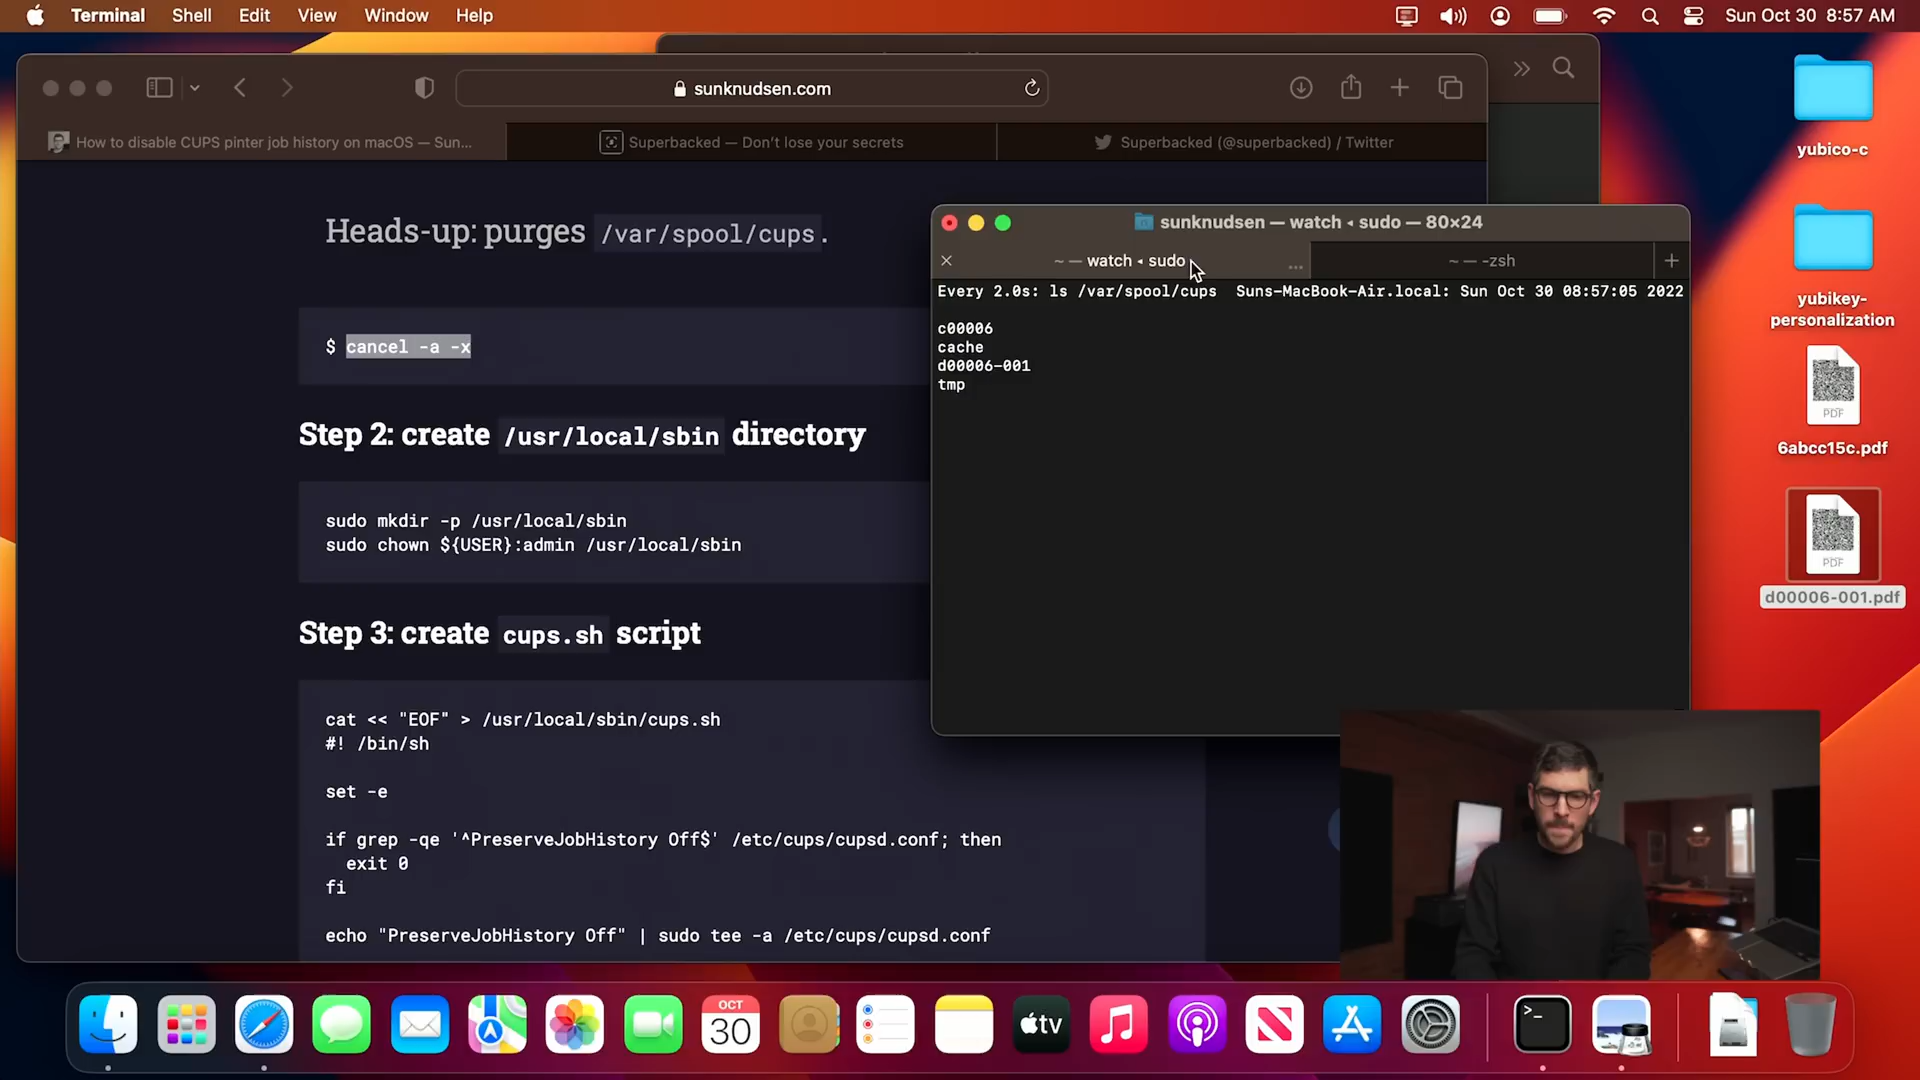 Terminal Shell Edit View Window Help
Sun Oct 30 8:57 AM
sunknudsen.com
How to disable CUPS pinter job history on macOS — Sun...
Superbacked — Don't lose your secrets
Superbacked (@superbacked) / Twitter
Heads-up: purges /var/spool/cups.
$ cancel -a -x
Step 2: create /usr/local/sbin directory
sudo mkdir -p /usr/local/sbin
sudo chown ${USER}:admin /usr/local/sbin
Step 3: create cups.sh script
cat << "EOF" > /usr/local/sbin/cups.sh
#! /bin/sh
set -e
if grep -qe '^PreserveJobHistory Off$' /etc/cups/cupsd.conf; then
exit 0
fi
echo "PreserveJobHistory Off" | sudo tee -a /etc/cups/cupsd.conf
sunknudsen — watch ◂ sudo — 80×24
~ — watch ◂ sudo
...
~ — -zsh
Every 2.0s: ls /var/spool/cups Suns-MacBook-Air.local: Sun Oct 30 08:57:05 2022
c00006
cache
d00006-001
tmp
yubico-c
yubikey-
personalization
PDF
6abcc15c.pdf
PDF
d00006-001.pdf
OCT
30
tv
>_